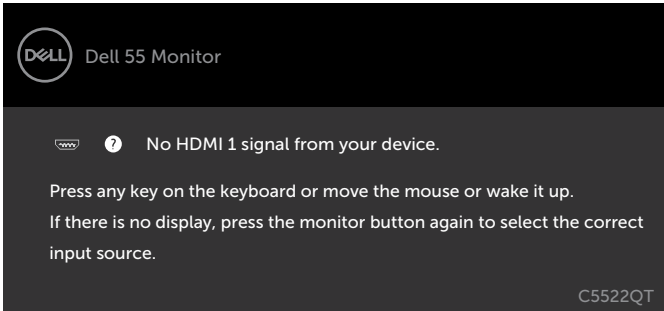 DELL
Dell 55 Monitor
? No HDMI 1 signal from your device.
Press any key on the keyboard or move the mouse or wake it up.
If there is no display, press the monitor button again to select the correct
input source.
C5522QT